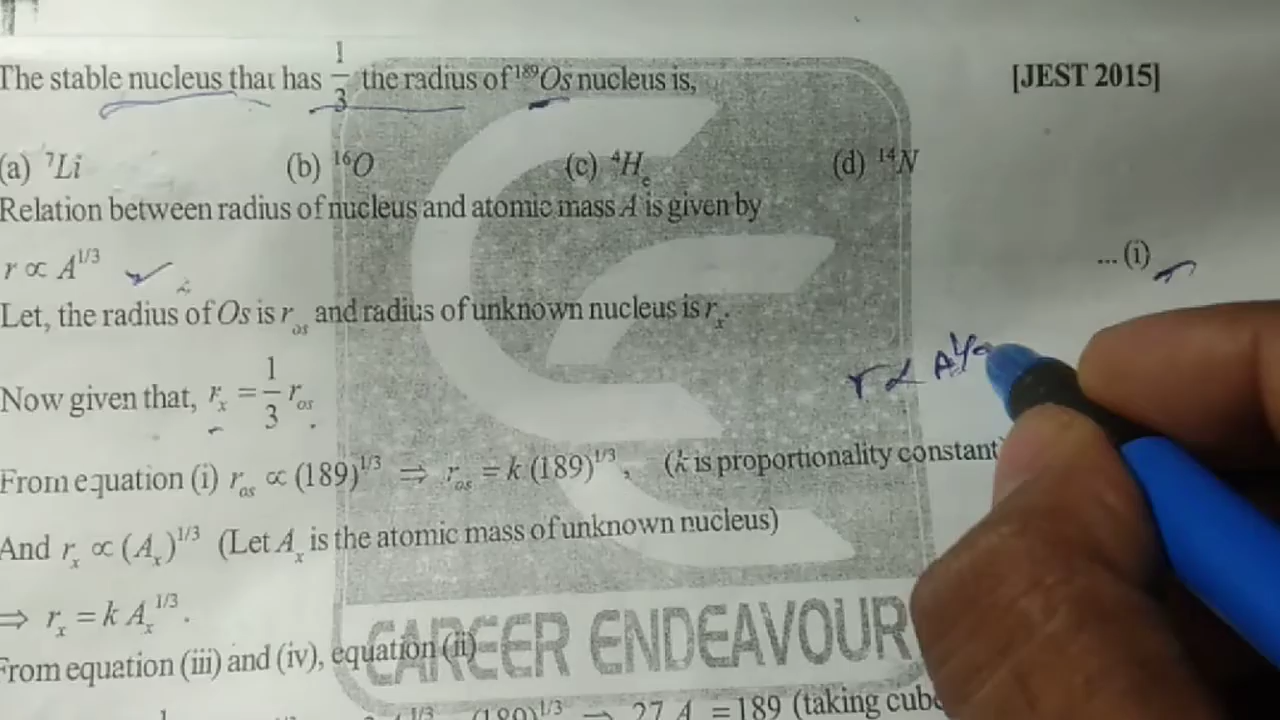 The stable nucleus that has 1/3 the radius of ¹⁸⁹Os nucleus is, [JEST 2015]
(a) ⁷Li (b) ¹⁶O (c) ⁴Hₑ (d) ¹⁴N
Relation between radius of nucleus and atomic mass A is given by
r ∝ A^1/3 ... (i)
Let, the radius of Os is r_os and radius of unknown nucleus is r_x.
r ∝ A
Now given that, r_x = 1/3 r_os.
From equation (i) r_os ∝ (189)^1/3 ⇒ r_os = k (189)^1/3, (k is proportionality constant)
And r_x ∝ (A_x)^1/3 (Let A_x is the atomic mass of unknown nucleus)
⇒ r_x = k A_x^1/3.
From equation (iii) and (iv), equation (ii)
CAREER ENDEAVOUR
(189)^1/3 ⇒ 27 A = 189 (taking